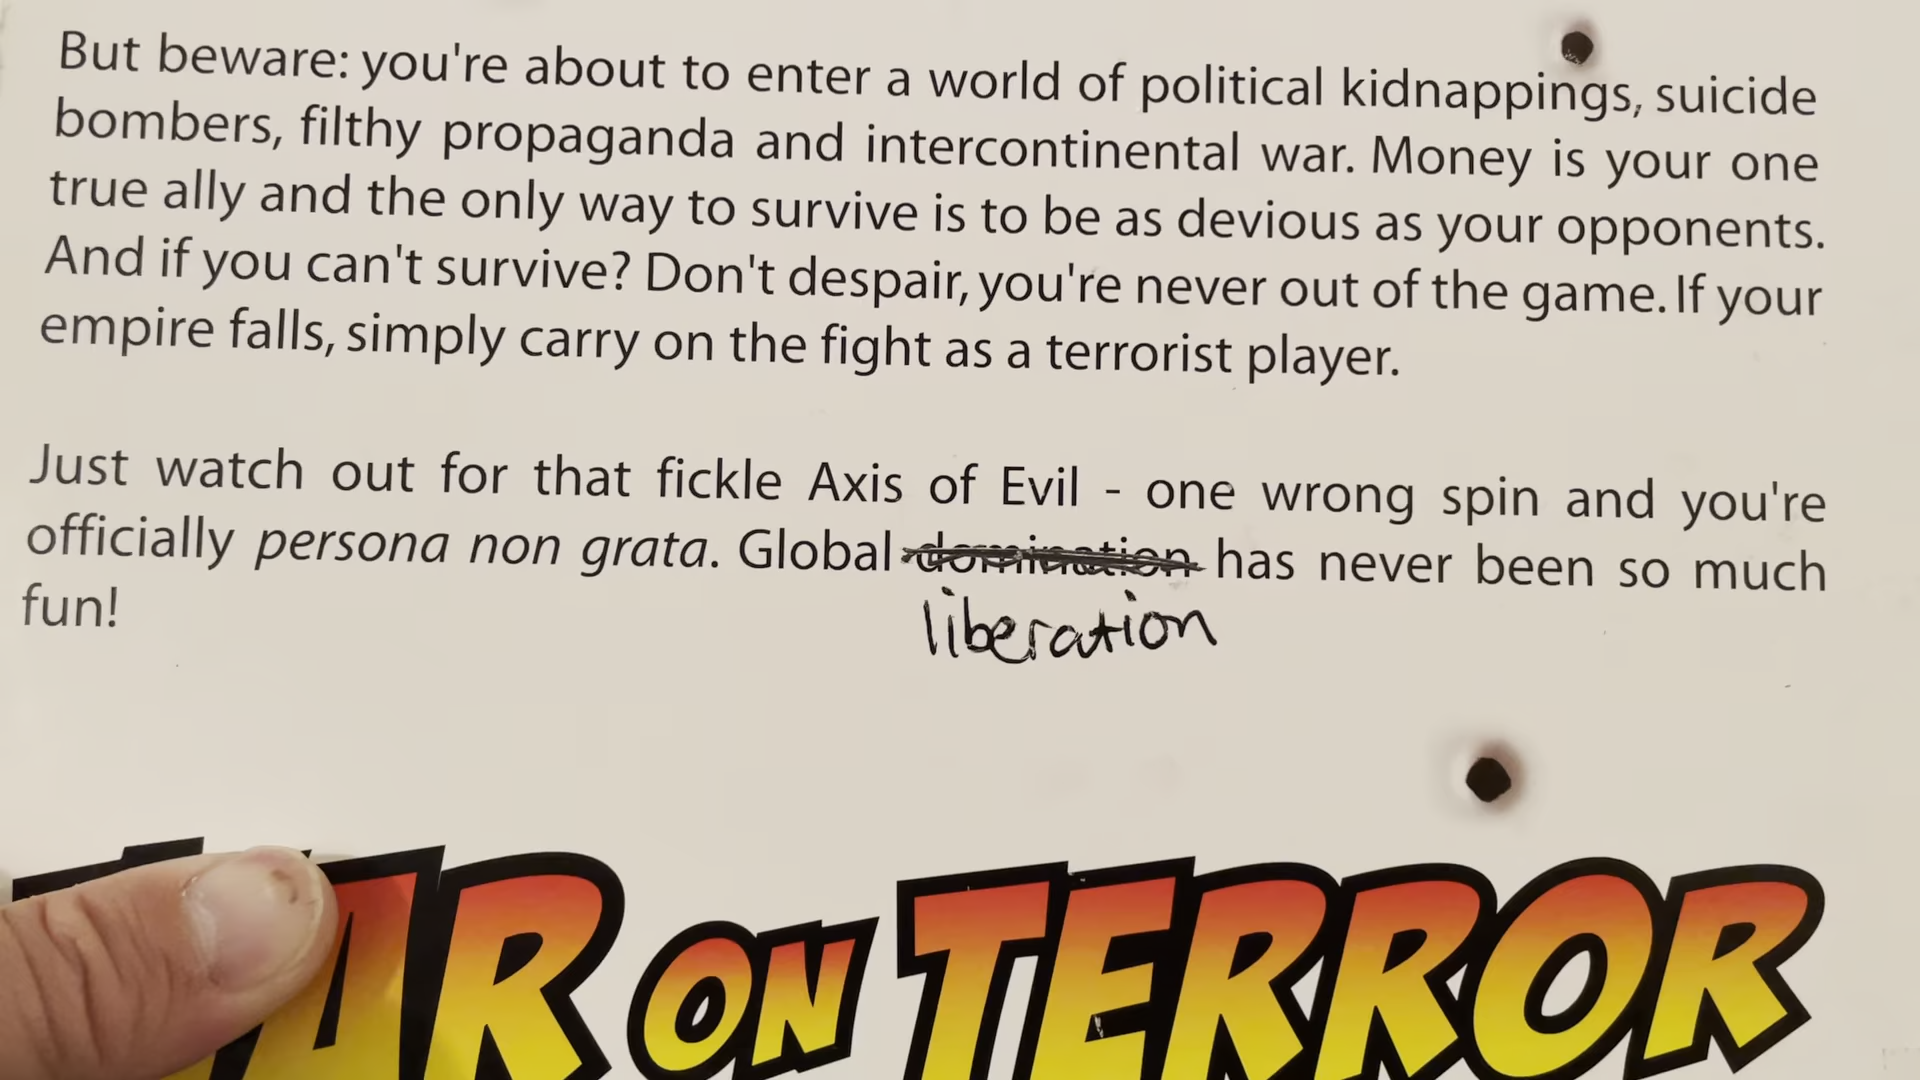 But beware: you're about to enter a world of political kidnappings, suicide
bombers, filthy propaganda and intercontinental war. Money is your one
true ally and the only way to survive is to be as devious as your opponents.
And if you can't survive? Don't despair, you're never out of the game. If your
empire falls, simply carry on the fight as a terrorist player.
Just watch out for that fickle Axis of Evil - one wrong spin and you're
officially persona non grata. Global domination has never been so much
liberation
fun!
WAR ON TERROR